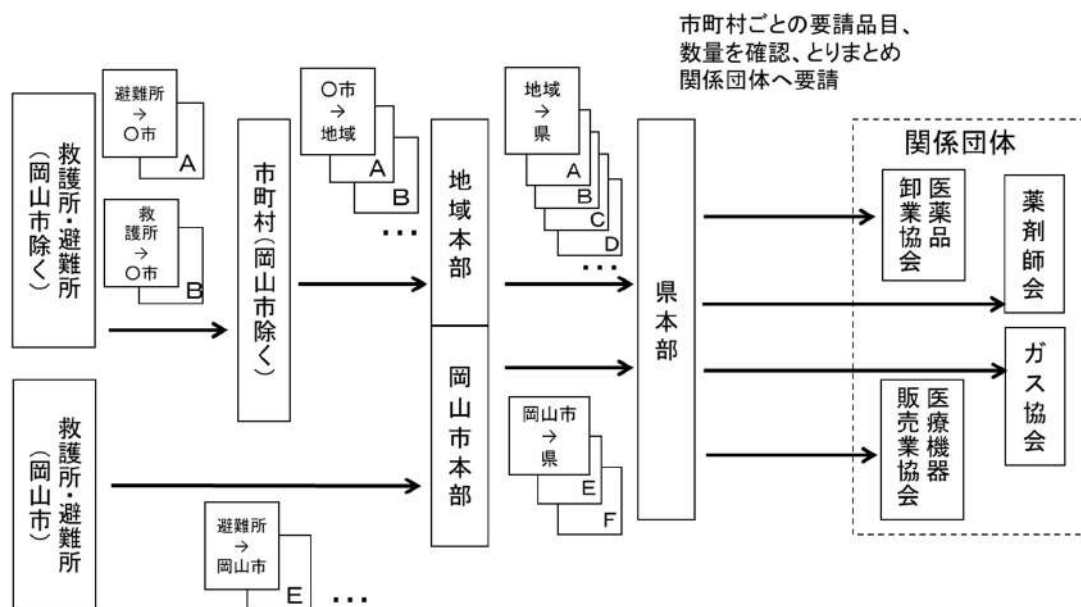 市町村ごとの要請品目、
数量を確認、とりまとめ
関係団体へ要請
救護所・避難所
（岡山市除く）
避難所
→
〇市
A
救
護所
→
〇市
B
市町村（岡山市除く）
〇市
→
地域
A
B
…
地域本部
岡山市本部
地域
→
県
A
B
C
D
…
県本部
関係団体
医薬品
卸業協会
薬剤師会
ガス協会
医療機器
販売業協会
救護所・避難所
（岡山市）
避難所
→
岡山市
E
…
岡山市
→
県
E
F